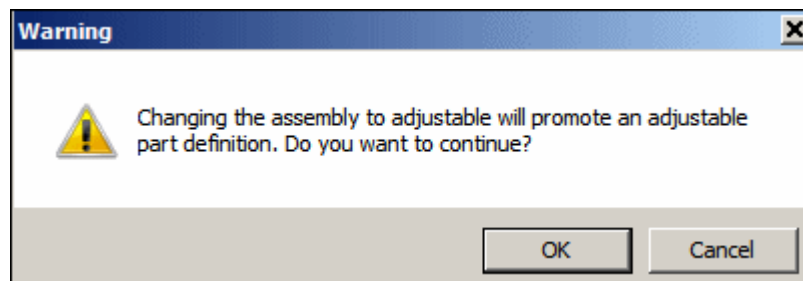 Warning
Changing the assembly to adjustable will promote an adjustable
part definition. Do you want to continue?
OK
Cancel